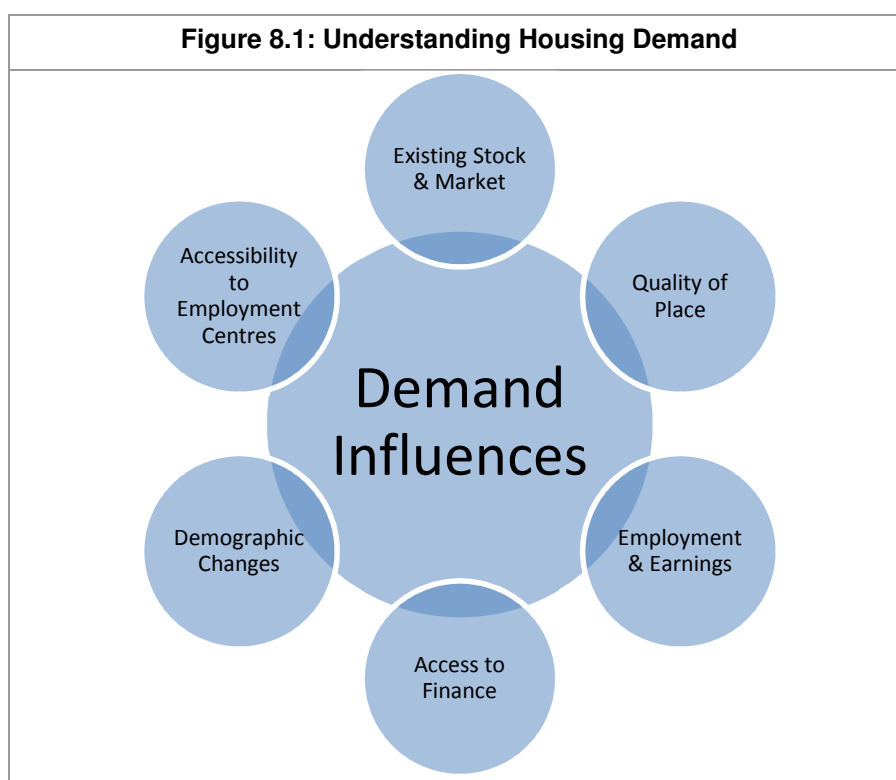 Figure 8.1: Understanding Housing Demand
Existing Stock
& Market
Quality of
Place
Employment
& Earnings
Access to
Finance
Demographic
Changes
Accessibility
to
Employment
Centres
Demand
Influences